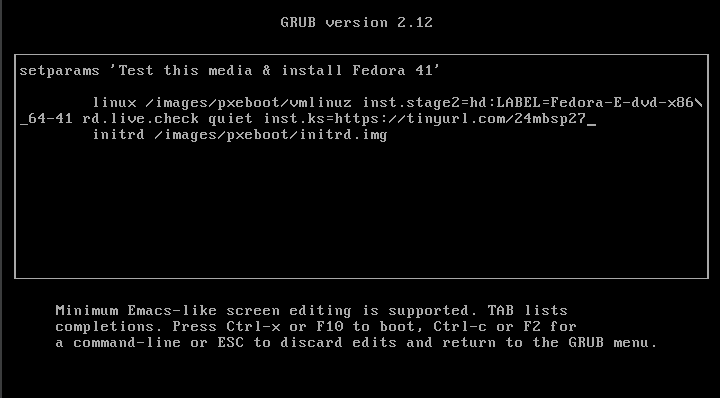 GRUB version 2.12
setparams 'Test this media & install Fedora 41'
linux /images/pxeboot/vmlinuz inst.stage2=hd:LABEL=Fedora-E-dvd-x86\
_64-41 rd.live.check quiet inst.ks=https://tinyurl.com/24mbsp27_
initrd /images/pxeboot/initrd.img
Minimum Emacs-like screen editing is supported. TAB lists
completions. Press Ctrl-x or F10 to boot, Ctrl-c or F2 for
a command-line or ESC to discard edits and return to the GRUB menu.